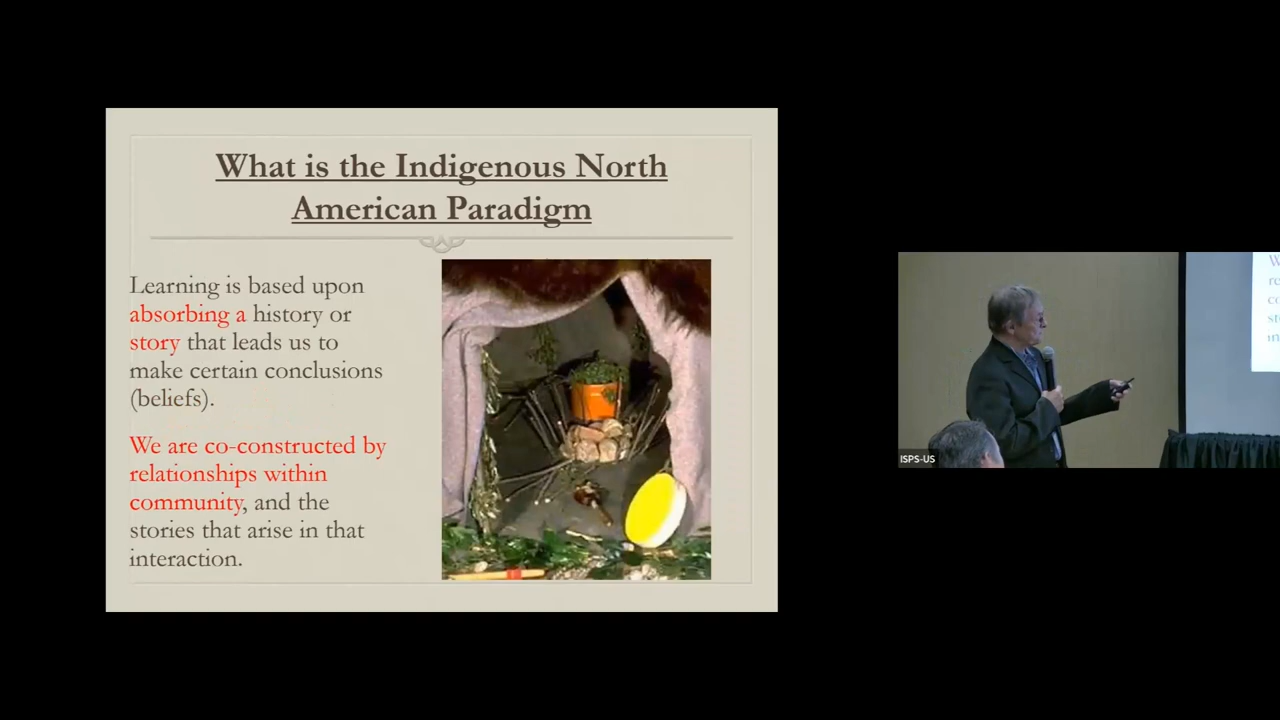 What is the Indigenous North
American Paradigm
Learning is based upon
absorbing a history or
story that leads us to
make certain conclusions
(beliefs).
We are co-constructed by
relationships within
community, and the
stories that arise in that
interaction.
ISPS-US